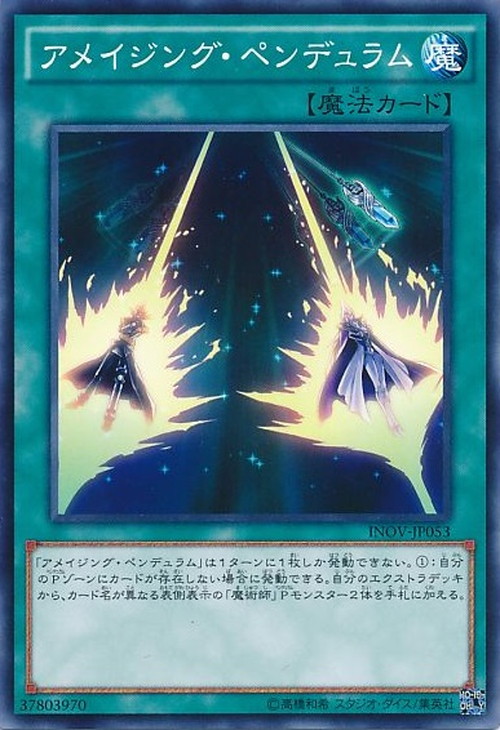 アメイジング・ペンデュラム 魔
【魔法カード】
INOV-JP053
「アメイジング・ペンデュラム」は１ターンに１枚しか発動できない。①：自分
のＰゾーンにカードが存在しない場合に発動できる。自分のエクストラデッキ
から、カード名が異なる表側表示の「魔術師」Ｐモンスター２体を手札に加える。
37803970 ©高橋和希 スタジオ・ダイス/集英社